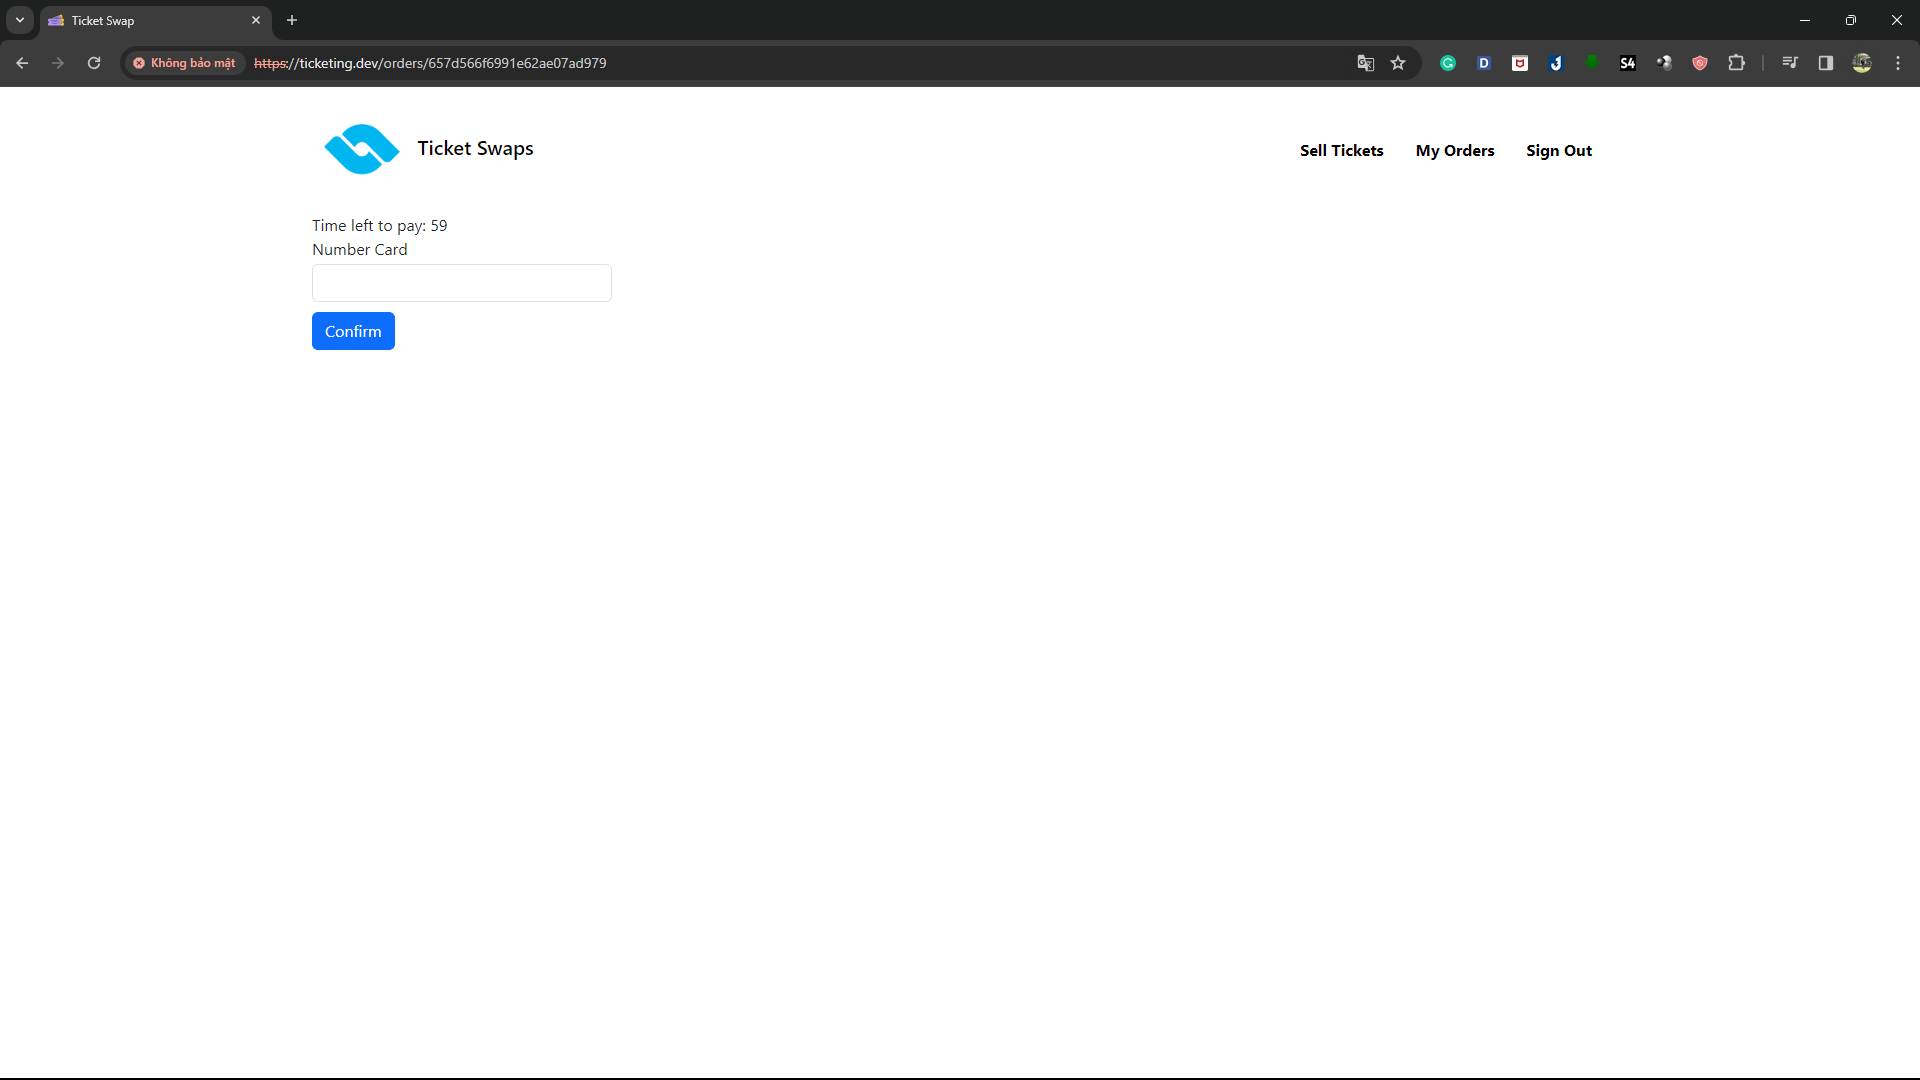 Ticket Swap
Không bảo mật https://ticketing.dev/orders/657d566f6991e62ae07ad979
G
D
S4
Ticket Swaps
Sell Tickets My Orders Sign Out
Time left to pay: 59
Number Card
Confirm